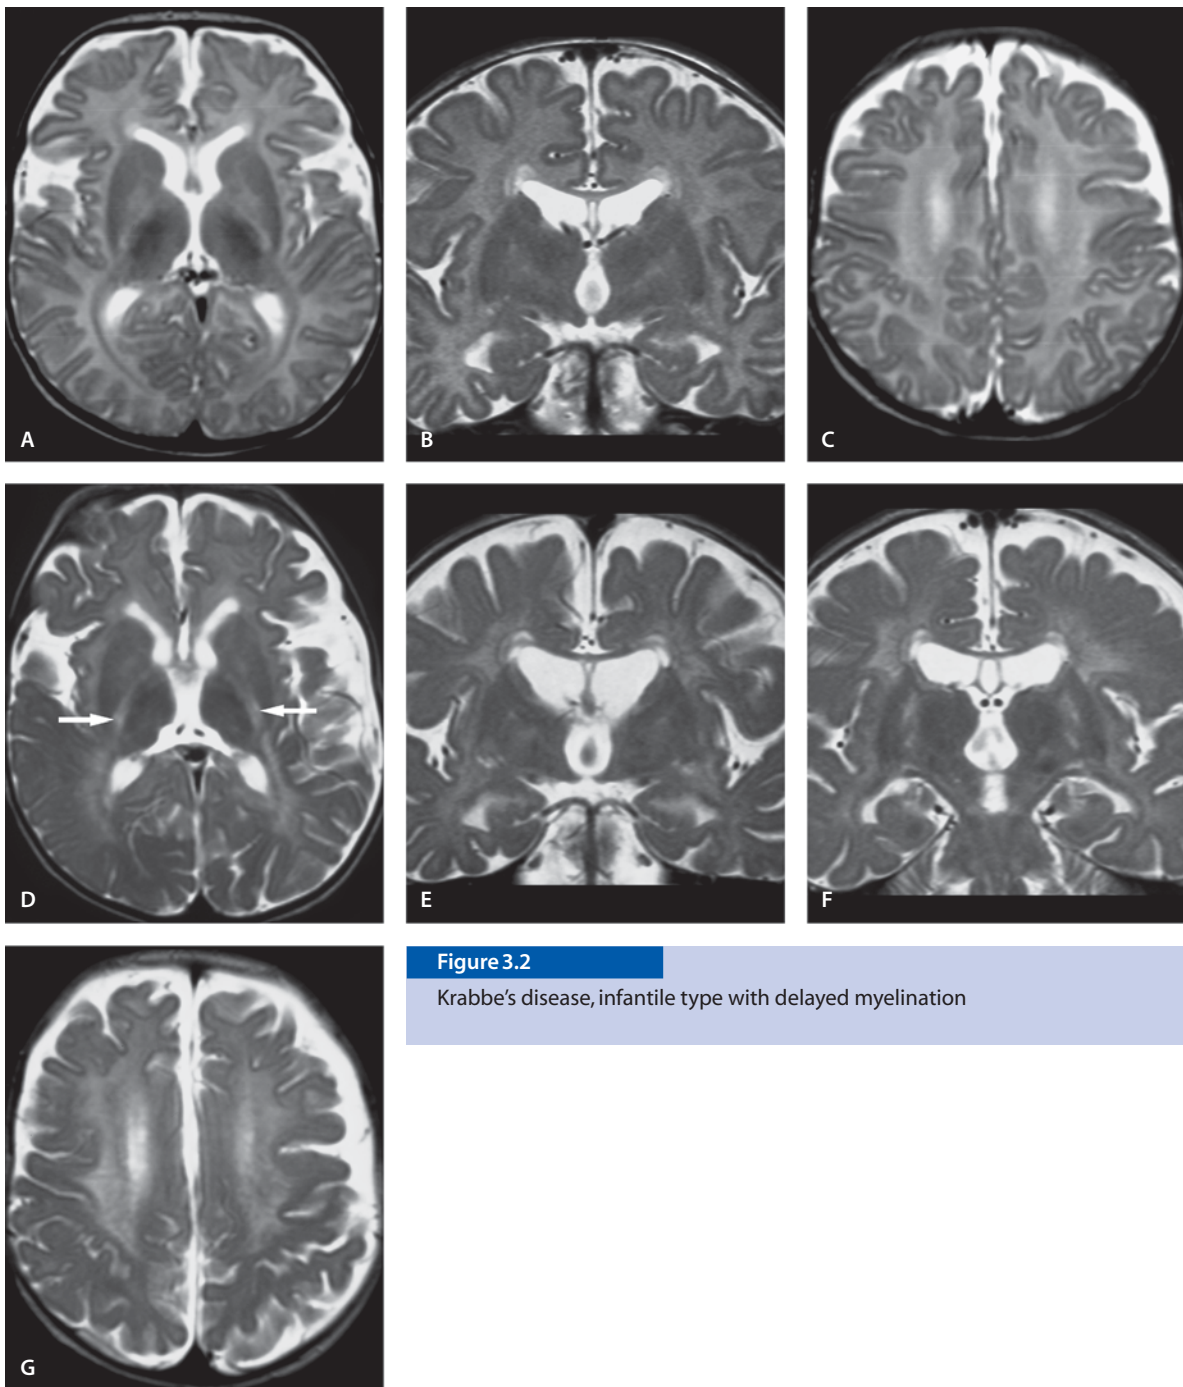 A
B
C
D
E
F
Figure 3.2
Krabbe's disease, infantile type with delayed myelination
G